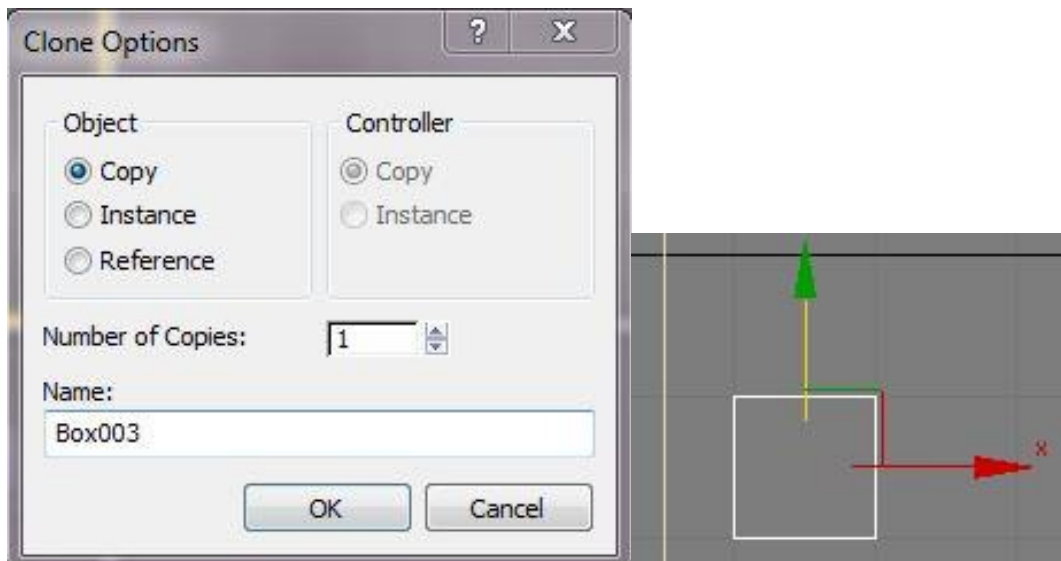 Clone Options
Object
Controller
Copy
Copy
Instance
Instance
Reference
Number of Copies:
1
Name:
Box003
OK
Cancel
x